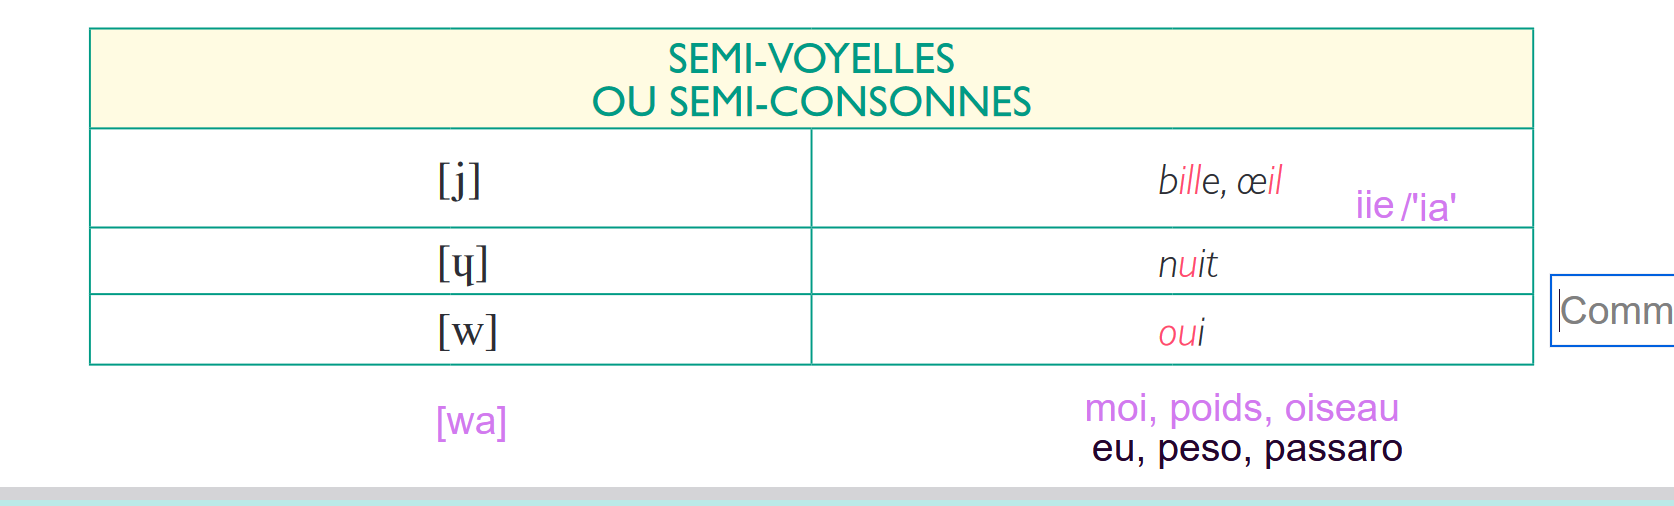 SEMI-VOYELLES
OU SEMI-CONSONNES
[j] bille, œil iie /'ia'
[ɥ] nuit
[w] oui
Comm
[wa] moi, poids, oiseau
eu, peso, passaro